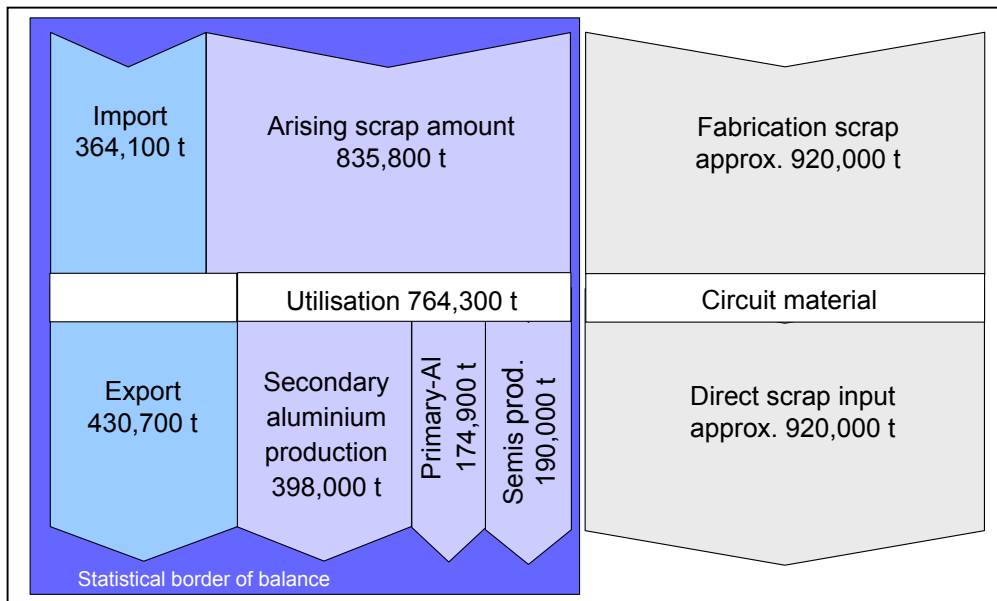 Import
364,100 t
Arising scrap amount
835,800 t
Fabrication scrap
approx. 920,000 t
Utilisation 764,300 t
Circuit material
Export
430,700 t
Secondary
aluminium
production
398,000 t
Primary-Al
174,900 t
Semis prod.
190,000 t
Direct scrap input
approx. 920,000 t
Statistical border of balance